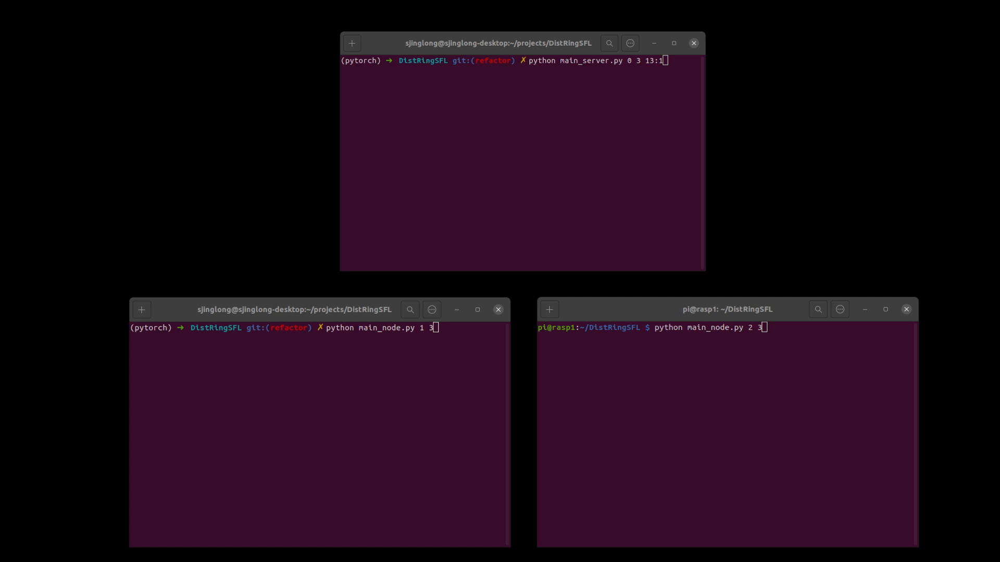 sjinglong@sjinglong-desktop:~/projects/DistRingSFL
(pytorch) ➜ DistRingSFL git:(refactor) ✗ python main_server.py 0 3 13:1
sjinglong@sjinglong-desktop:~/projects/DistRingSFL
(pytorch) ➜ DistRingSFL git:(refactor) ✗ python main_node.py 1 3
pi@rasp1: ~/DistRingSFL
pi@rasp1:~/DistRingSFL $ python main_node.py 2 3